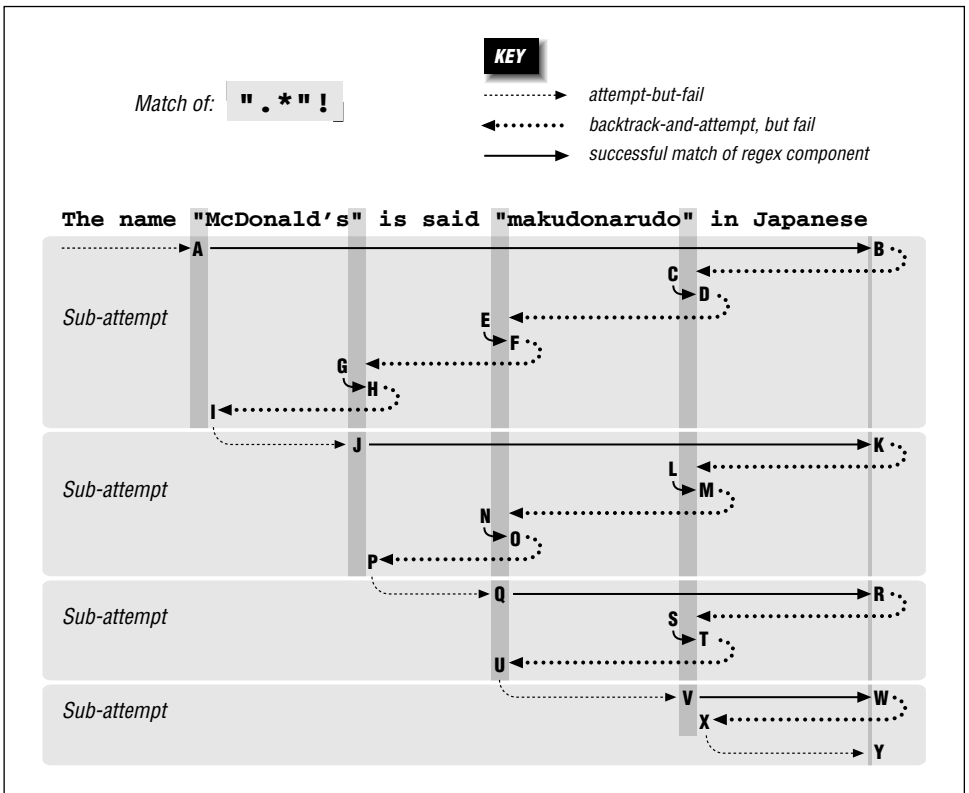 KEY
Match of: ".*"!
attempt-but-fail
backtrack-and-attempt, but fail
successful match of regex component
The name "McDonald’s" is said "makudonarudo" in Japanese
A B
C
D
Sub-attempt
E
F
G
H
I
J K
L
Sub-attempt
M
N
O
P
Q R
Sub-attempt
S
T
U
V W
Sub-attempt
X
Y